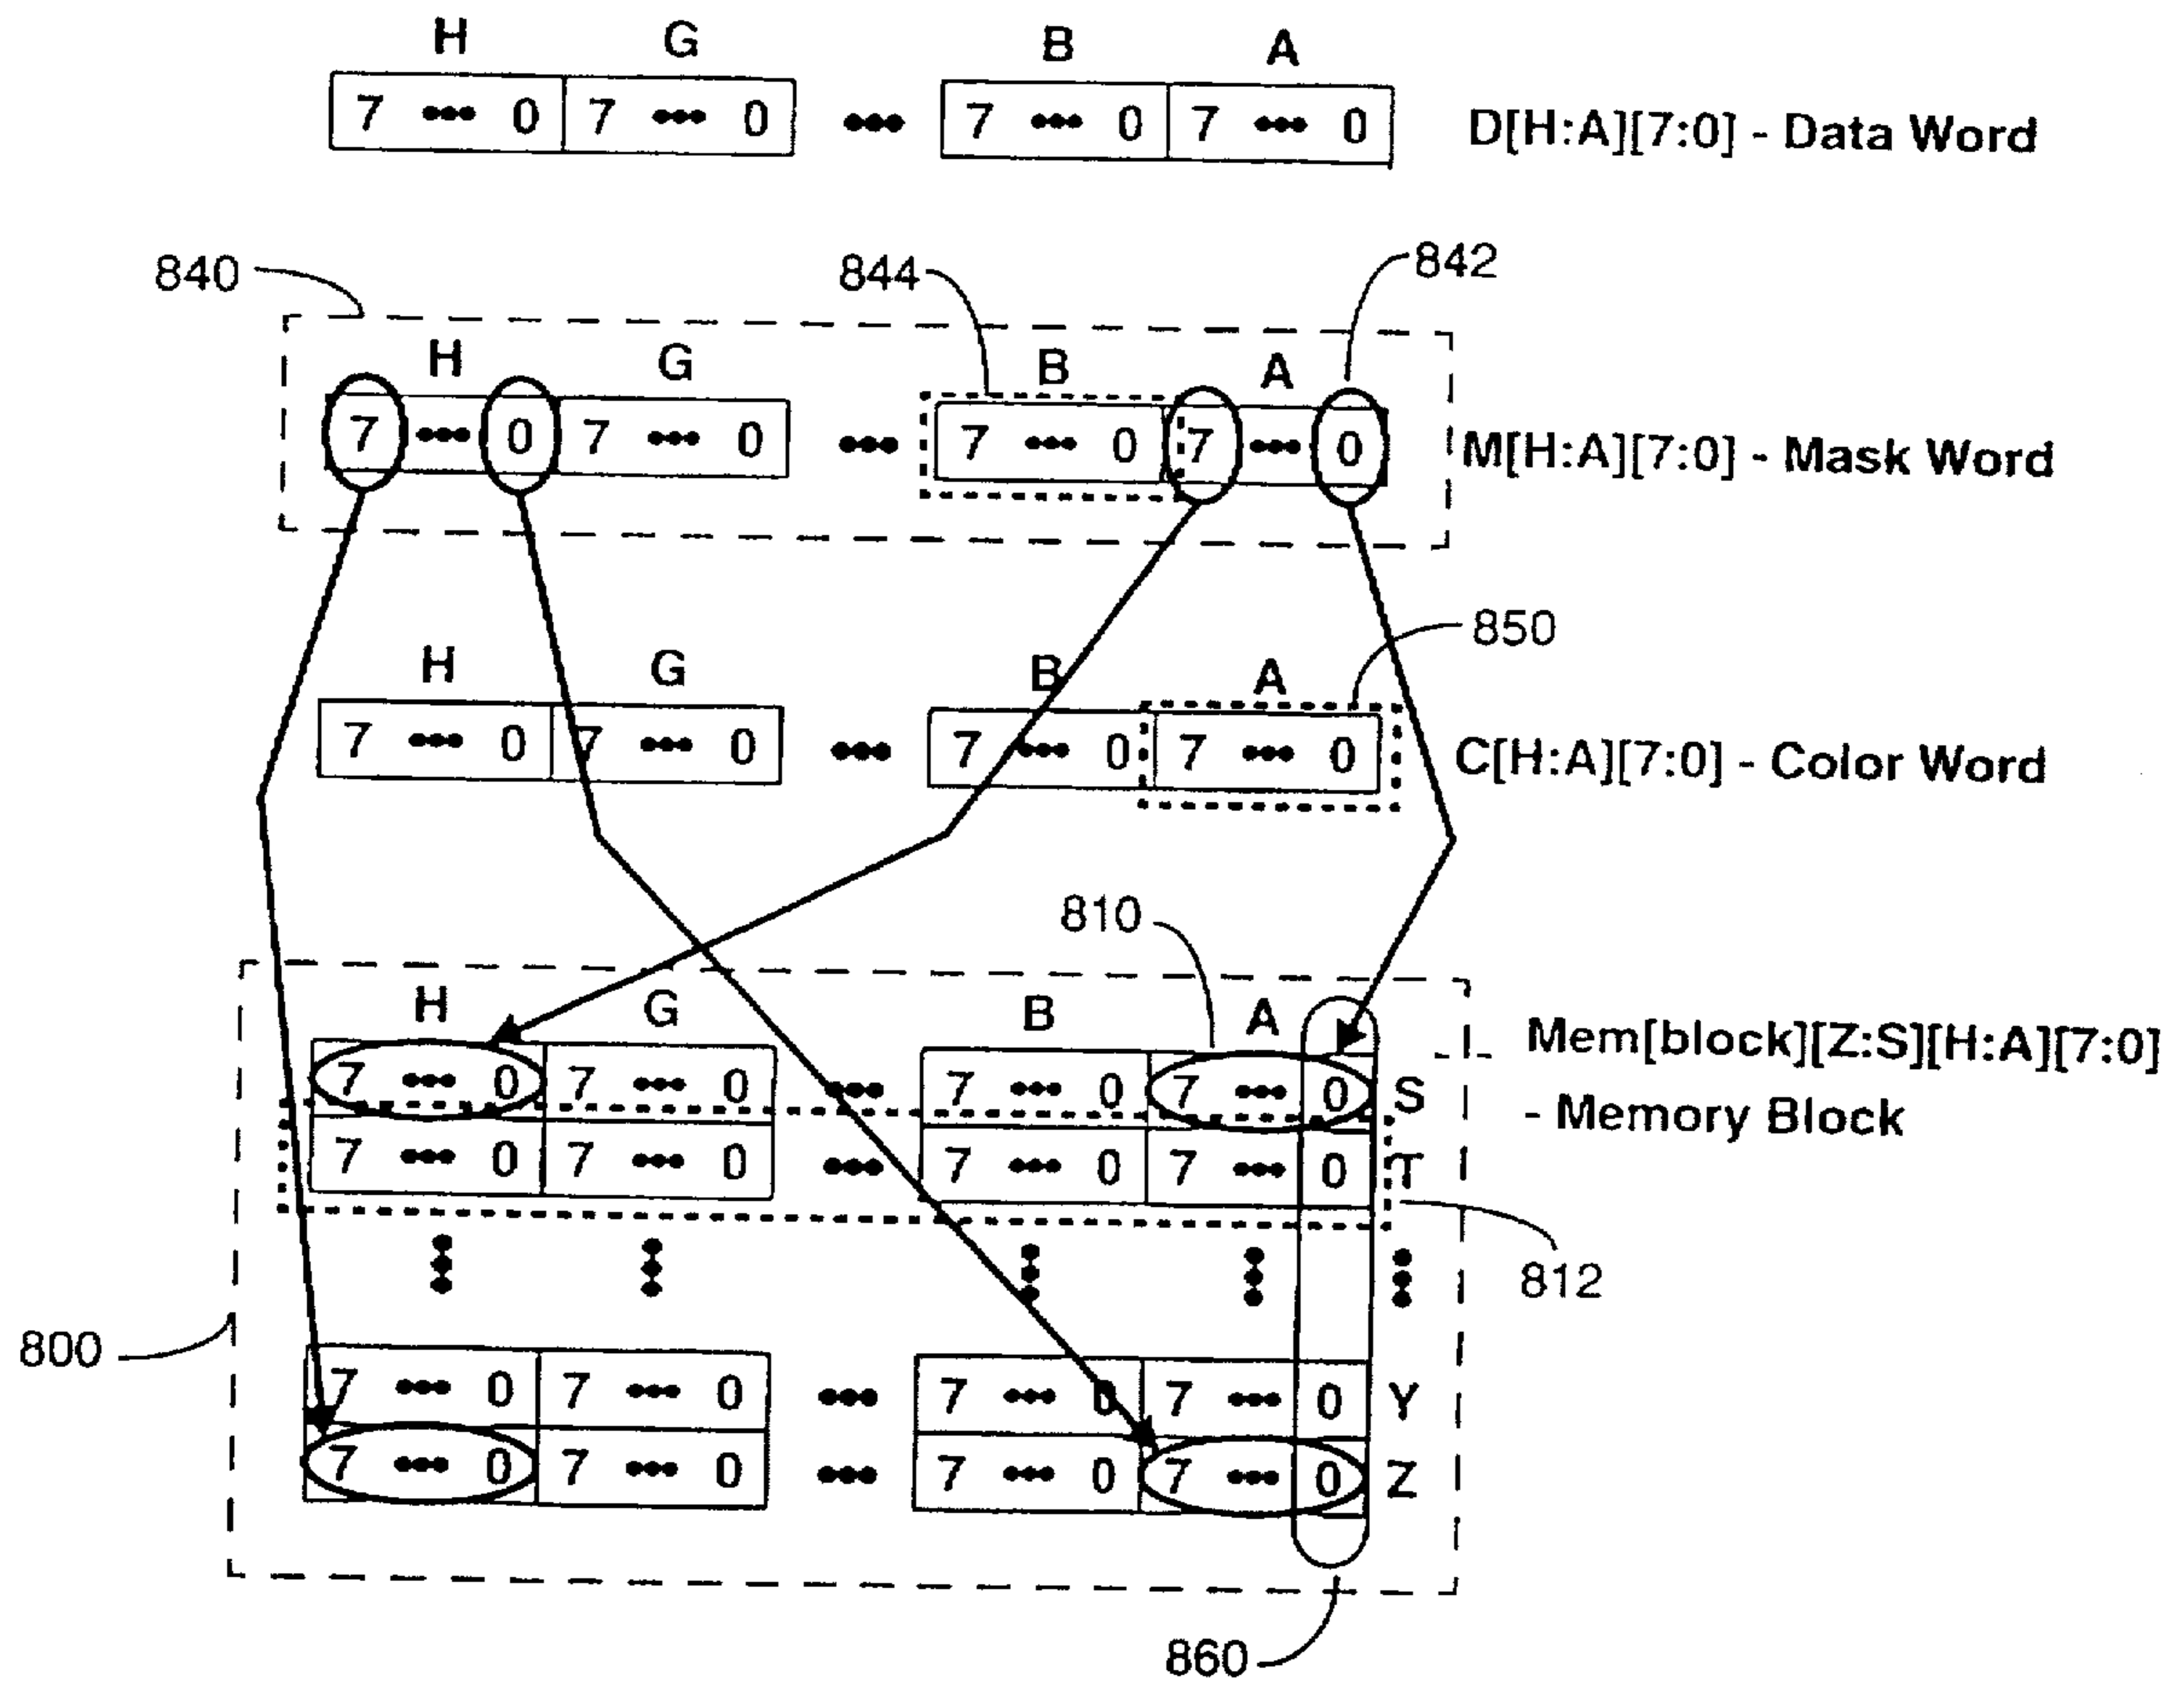 H G B A
7 ••• 0 7 ••• 0 ••• 7 ••• 0 7 ••• 0 D[H:A][7:0] - Data Word
840 844 842
H G B A
7 ••• 0 7 ••• 0 ••• 7 ••• 0 7 ••• 0 M[H:A][7:0] - Mask Word
850
H G B A
7 ••• 0 7 ••• 0 ••• 7 ••• 0 7 ••• 0 C[H:A][7:0] - Color Word
810
H G B A Mem[block][Z:S][H:A][7:0]
7 ••• 0 7 ••• 0 ••• 7 ••• 0 7 ••• 0 S
- Memory Block
7 ••• 0 7 ••• 0 ••• 7 ••• 0 7 ••• 0 T
812
800
7 ••• 0 7 ••• 0 ••• 7 ••• 0 7 ••• 0 Y
7 ••• 0 7 ••• 0 ••• 7 ••• 0 7 ••• 0 Z
860